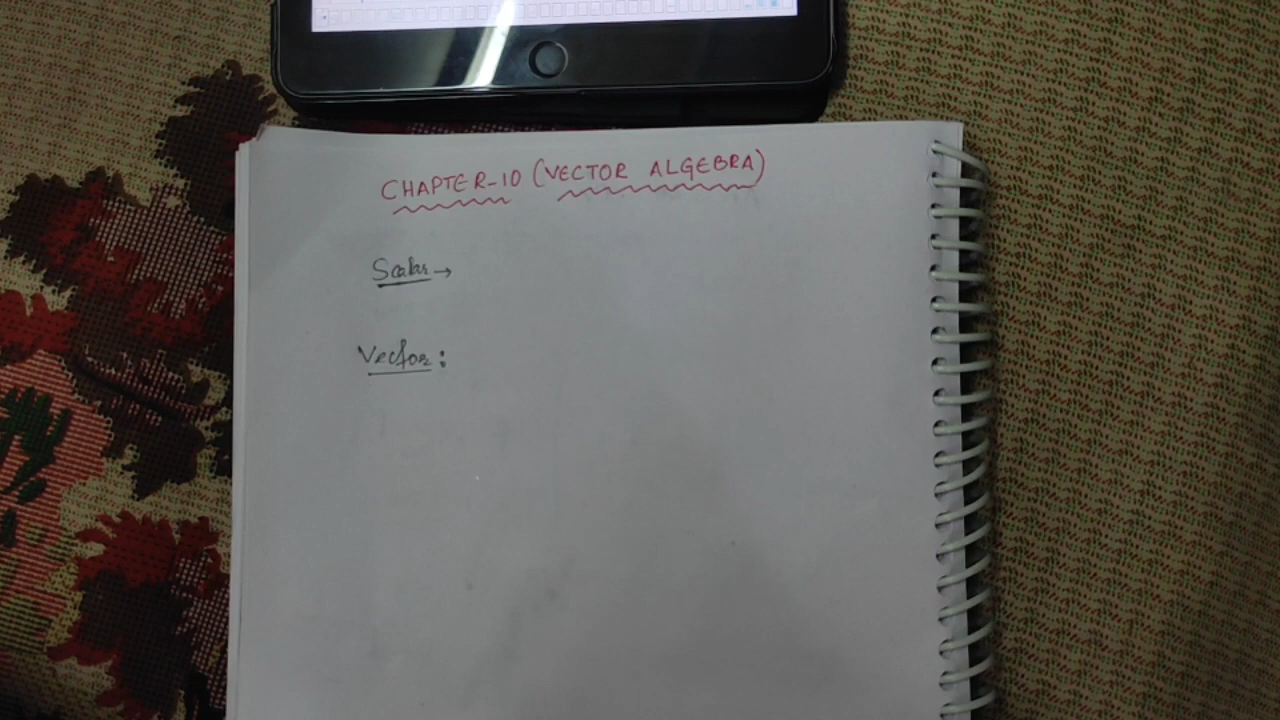 CHAPTER-10 (VECTOR ALGEBRA)
Scalar →
Vector :